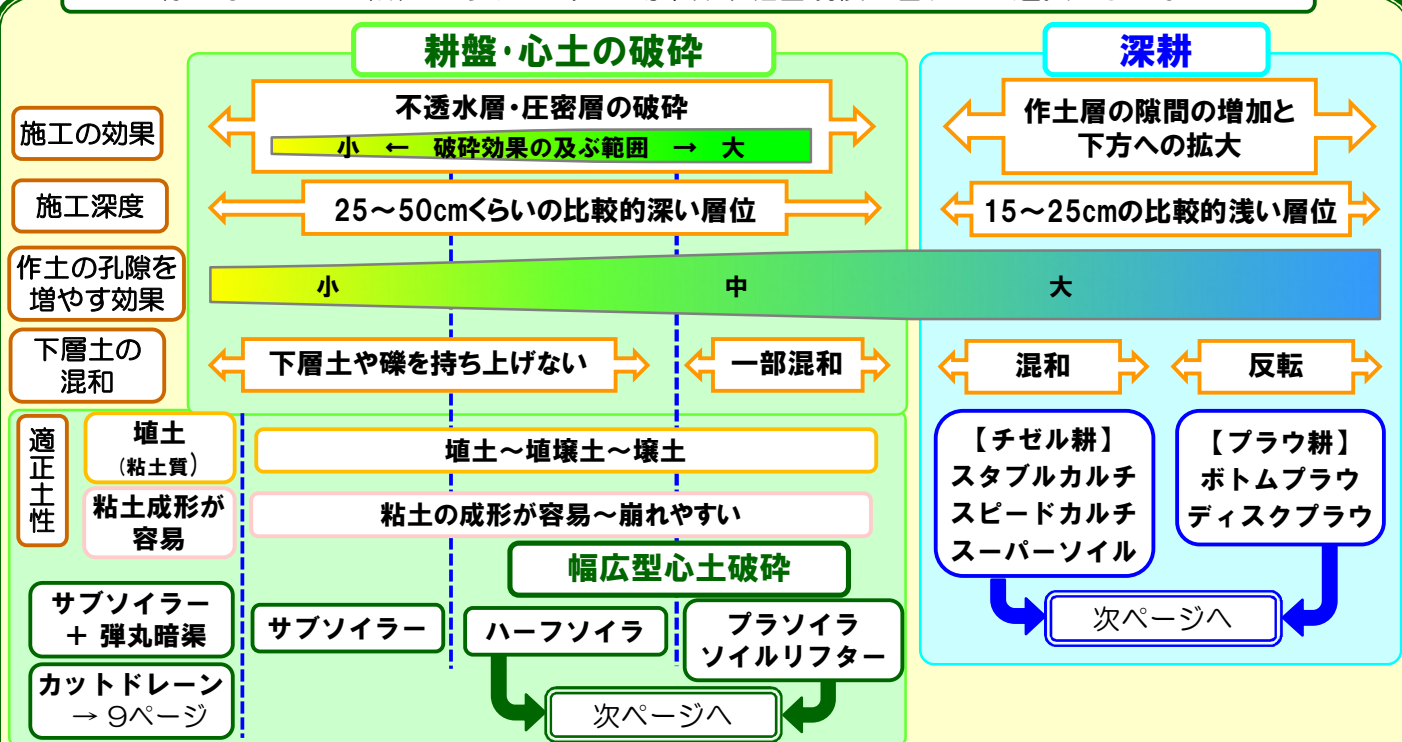 耕盤・心土の破砕
深耕
施工の効果
不透水層・圧密層の破砕
小 ← 破砕効果の及ぶ範囲 → 大
作土層の隙間の増加と
下方への拡大
施工深度
25～50cmくらいの比較的深い層位
15～25cmの比較的浅い層位
作土の孔隙を
増やす効果
小
中
大
下層土の
混和
下層土や礫を持ち上げない
一部混和
混和
反転
適正土性
埴土
(粘土質)
埴土～埴壌土～壌土
粘土成形が
容易
粘土の成形が容易～崩れやすい
【チゼル耕】
スタブルカルチ
スピードカルチ
スーパーソイル
【プラウ耕】
ボトムプラウ
ディスクプラウ
次ページへ
幅広型心土破砕
サブソイラー
＋ 弾丸暗渠
サブソイラー
ハーフソイラ
プラソイラ
ソイルリフター
カットドレーン
→ 9ページ
次ページへ